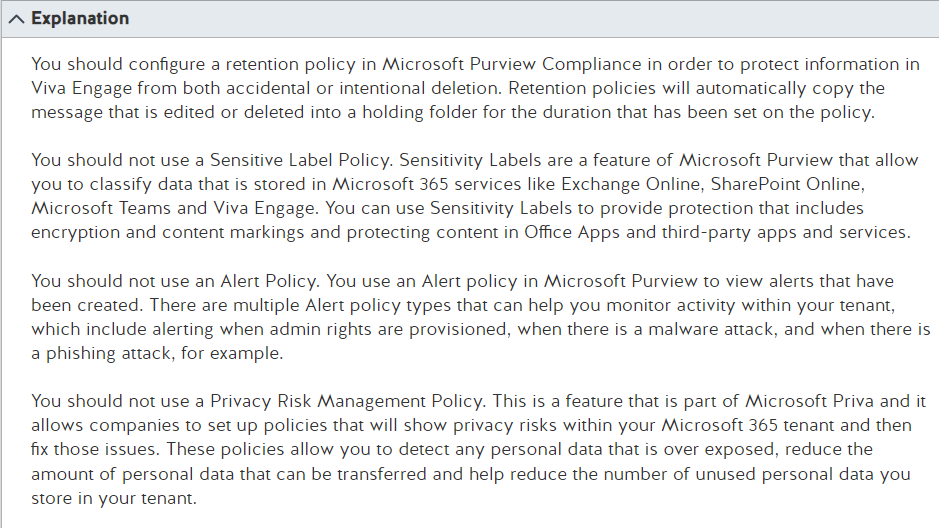 Explanation
You should configure a retention policy in Microsoft Purview Compliance in order to protect information in
Viva Engage from both accidental or intentional deletion. Retention policies will automatically copy the
message that is edited or deleted into a holding folder for the duration that has been set on the policy.
You should not use a Sensitive Label Policy. Sensitivity Labels are a feature of Microsoft Purview that allow
you to classify data that is stored in Microsoft 365 services like Exchange Online, SharePoint Online,
Microsoft Teams and Viva Engage. You can use Sensitivity Labels to provide protection that includes
encryption and content markings and protecting content in Office Apps and third-party apps and services.
You should not use an Alert Policy. You use an Alert policy in Microsoft Purview to view alerts that have
been created. There are multiple Alert policy types that can help you monitor activity within your tenant,
which include alerting when admin rights are provisioned, when there is a malware attack, and when there is
a phishing attack, for example.
You should not use a Privacy Risk Management Policy. This is a feature that is part of Microsoft Priva and it
allows companies to set up policies that will show privacy risks within your Microsoft 365 tenant and then
fix those issues. These policies allow you to detect any personal data that is over exposed, reduce the
amount of personal data that can be transferred and help reduce the number of unused personal data you
store in your tenant.